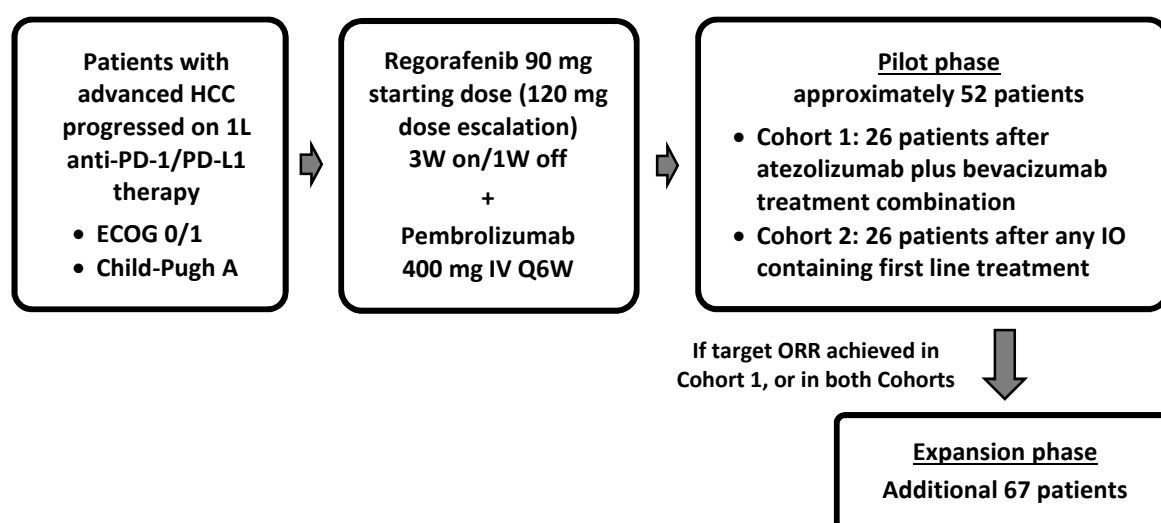 Patients with
advanced HCC
progressed on 1L
anti-PD-1/PD-L1
therapy
• ECOG 0/1
• Child-Pugh A
Regorafenib 90 mg
starting dose (120 mg
dose escalation)
3W on/1W off
+
Pembrolizumab
400 mg IV Q6W
Pilot phase
approximately 52 patients
• Cohort 1: 26 patients after
atezolizumab plus bevacizumab
treatment combination
• Cohort 2: 26 patients after any IO
containing first line treatment
If target ORR achieved in
Cohort 1, or in both Cohorts
Expansion phase
Additional 67 patients